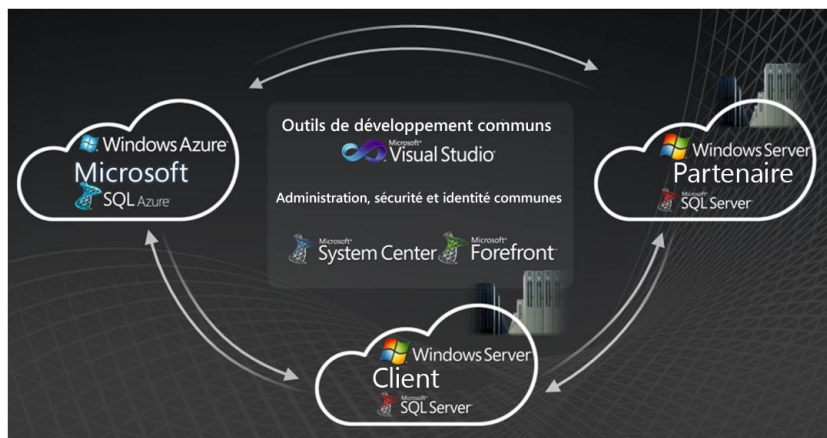 Windows Azure
Microsoft
SQL Azure
Outils de développement communs
Microsoft®
Visual Studio®
Administration, sécurité et identité communes
Microsoft®
System Center
Microsoft®
Forefront
Windows Server
Partenaire
Microsoft®
SQL Server
Windows Server
Client
Microsoft®
SQL Server